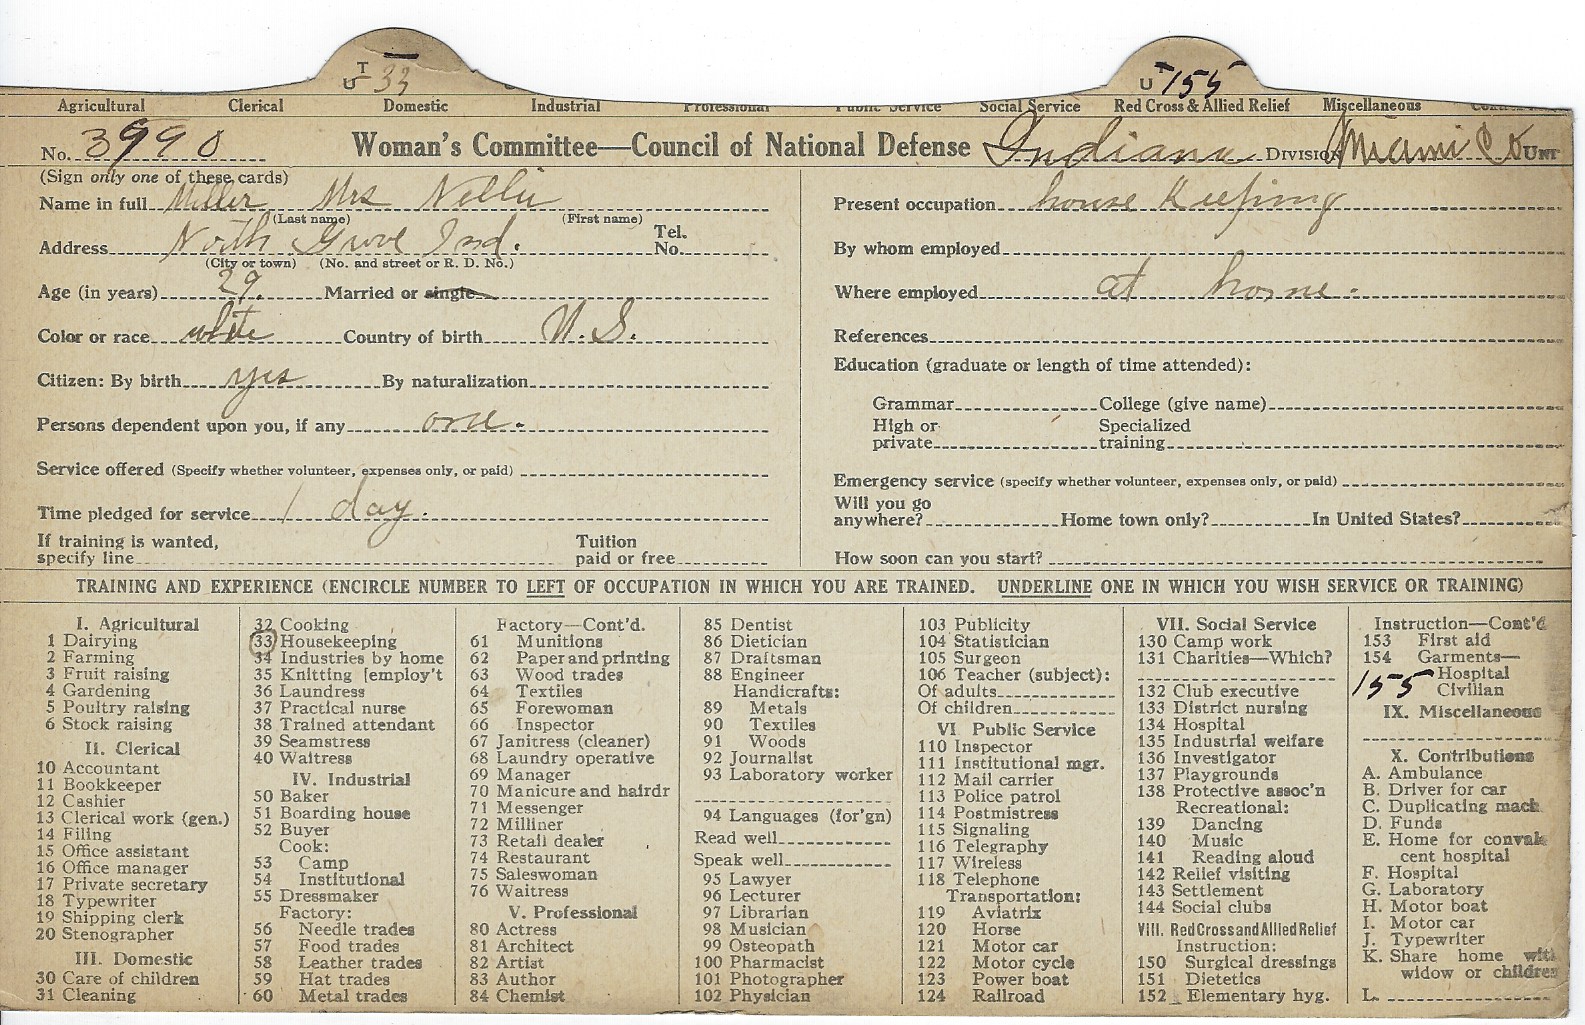 T U 33
T U 155
Agricultural Clerical Domestic Industrial Professional Public Service Social Service Red Cross & Allied Relief Miscellaneous
No. 3990 Woman's Committee—Council of National Defense Indiana Division Miami Co Unit
(Sign only one of these cards)
Name in full Miller Mrs Nellie
(Last name) (First name)
Address North Grove Ind. Tel. No.
(City or town) (No. and street or R. D. No.)
Age (in years) 29. Married or single
Color or race white Country of birth U. S.
Citizen: By birth yes By naturalization
Persons dependent upon you, if any one.
Service offered (Specify whether volunteer, expenses only, or paid)
Time pledged for service 1 day.
If training is wanted, specify line Tuition paid or free
Present occupation house Keeping
By whom employed
Where employed at home.
References
Education (graduate or length of time attended):
Grammar College (give name)
High or private Specialized training
Emergency service (specify whether volunteer, expenses only, or paid)
Will you go anywhere? Home town only? In United States?
How soon can you start?
TRAINING AND EXPERIENCE (ENCIRCLE NUMBER TO LEFT OF OCCUPATION IN WHICH YOU ARE TRAINED. UNDERLINE ONE IN WHICH YOU WISH SERVICE OR TRAINING)
I. Agricultural
1 Dairying
2 Farming
3 Fruit raising
4 Gardening
5 Poultry raising
6 Stock raising
II. Clerical
10 Accountant
11 Bookkeeper
12 Cashier
13 Clerical work (gen.)
14 Filing
15 Office assistant
16 Office manager
17 Private secretary
18 Typewriter
19 Shipping clerk
20 Stenographer
III. Domestic
30 Care of children
31 Cleaning
32 Cooking
33 Housekeeping
34 Industries by home
35 Knitting [employ't
36 Laundress
37 Practical nurse
38 Trained attendant
39 Seamstress
40 Waitress
IV. Industrial
50 Baker
51 Boarding house
52 Buyer
Cook:
53 Camp
54 Institutional
55 Dressmaker
Factory:
56 Needle trades
57 Food trades
58 Leather trades
59 Hat trades
60 Metal trades
Factory—Cont'd.
61 Munitions
62 Paper and printing
63 Wood trades
64 Textiles
65 Forewoman
66 Inspector
67 Janitress (cleaner)
68 Laundry operative
69 Manager
70 Manicure and hairdr
71 Messenger
72 Milliner
73 Retail dealer
74 Restaurant
75 Saleswoman
76 Waitress
V. Professional
80 Actress
81 Architect
82 Artist
83 Author
84 Chemist
85 Dentist
86 Dietician
87 Draftsman
88 Engineer
Handicrafts:
89 Metals
90 Textiles
91 Woods
92 Journalist
93 Laboratory worker
94 Languages (for'gn)
Read well
Speak well
95 Lawyer
96 Lecturer
97 Librarian
98 Musician
99 Osteopath
100 Pharmacist
101 Photographer
102 Physician
103 Publicity
104 Statistician
105 Surgeon
106 Teacher (subject):
Of adults
Of children
VI Public Service
110 Inspector
111 Institutional mgr.
112 Mail carrier
113 Police patrol
114 Postmistress
115 Signaling
116 Telegraphy
117 Wireless
118 Telephone
Transportation:
119 Aviatrix
120 Horse
121 Motor car
122 Motor cycle
123 Power boat
124 Railroad
VII. Social Service
130 Camp work
131 Charities—Which?
132 Club executive
133 District nursing
134 Hospital
135 Industrial welfare
136 Investigator
137 Playgrounds
138 Protective assoc'n
Recreational:
139 Dancing
140 Music
141 Reading aloud
142 Relief visiting
143 Settlement
144 Social clubs
VIII. Red Cross and Allied Relief
Instruction:
150 Surgical dressings
151 Dietetics
152 Elementary hyg.
Instruction—Cont'd
153 First aid
154 Garments—
Hospital
155 Civilian
IX. Miscellaneous
X. Contributions
A. Ambulance
B. Driver for car
C. Duplicating mach
D. Funds
E. Home for convales
cent hospital
F. Hospital
G. Laboratory
H. Motor boat
I. Motor car
J. Typewriter
K. Share home with
widow or children
L.